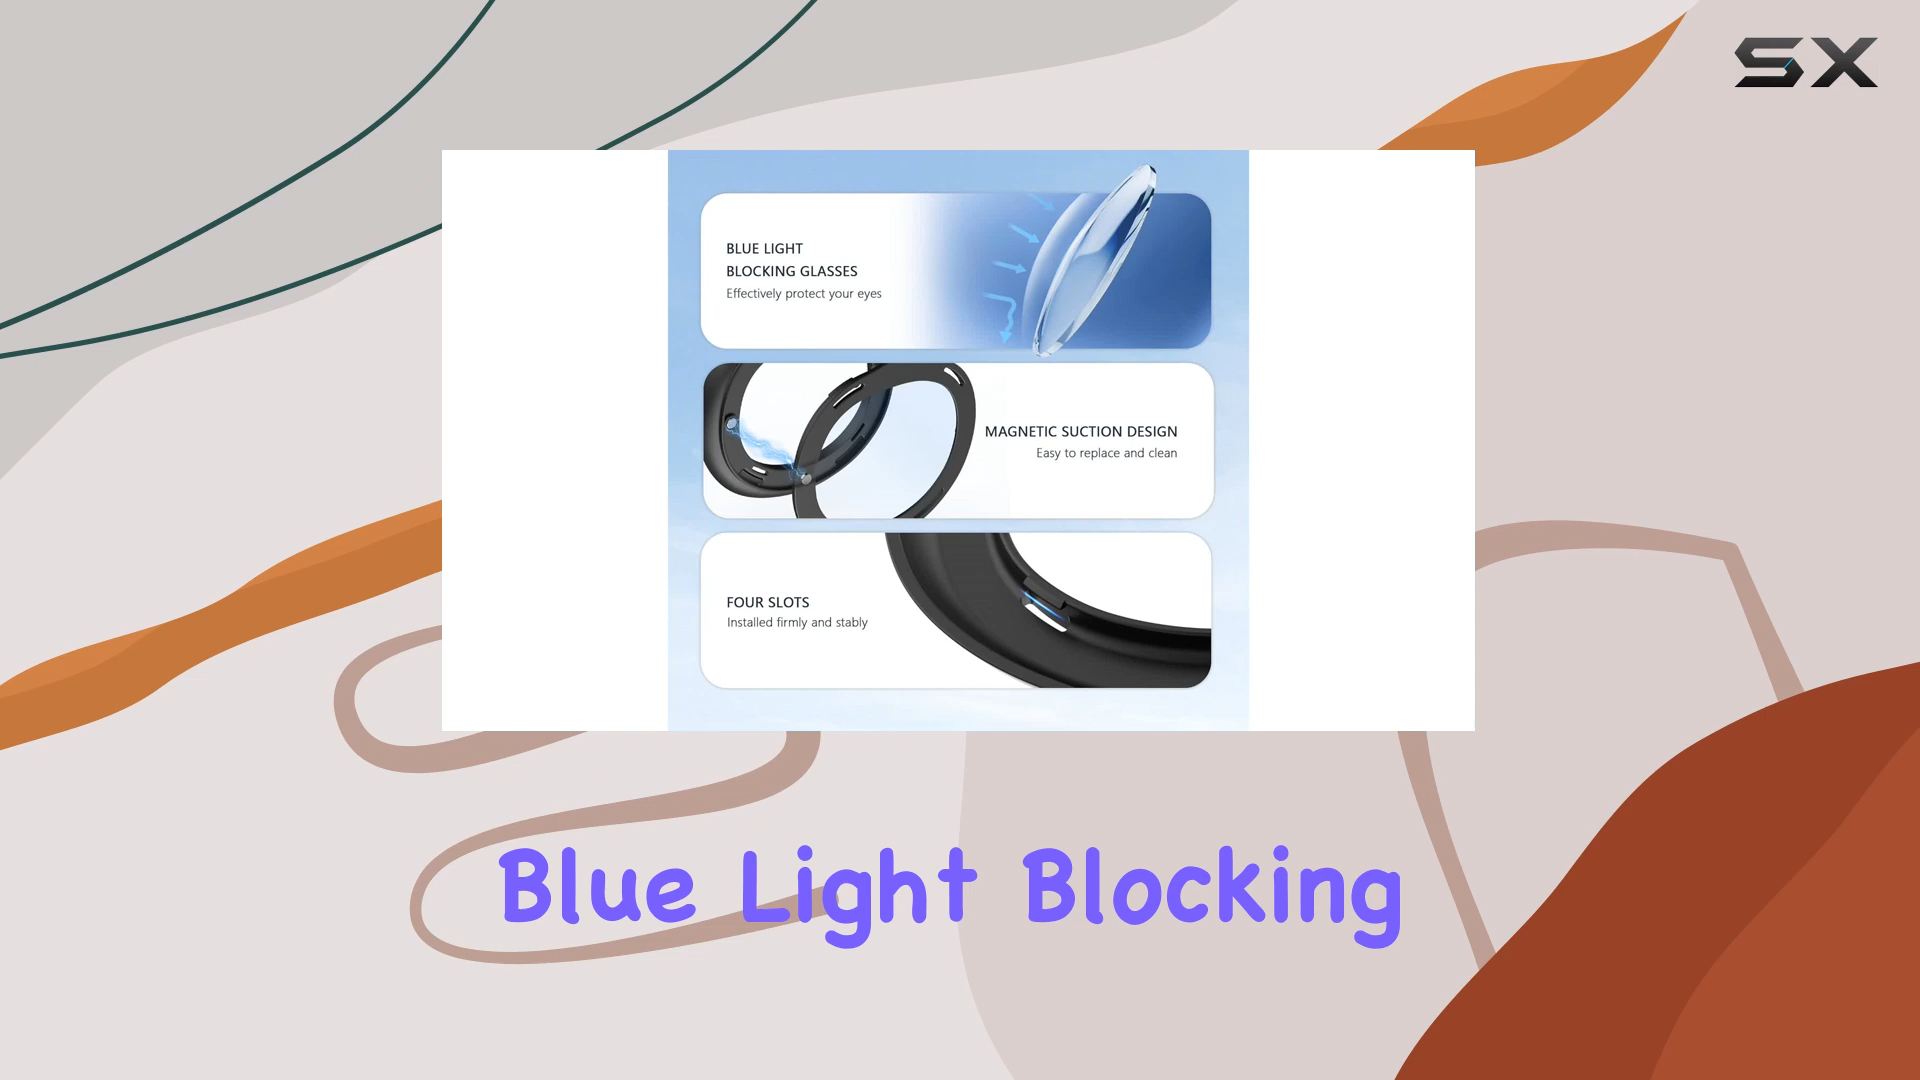 SX
BLUE LIGHT
BLOCKING GLASSES
Effectively protect your eyes
MAGNETIC SUCTION DESIGN
Easy to replace and clean
FOUR SLOTS
Installed firmly and stably
Blue Light Blocking